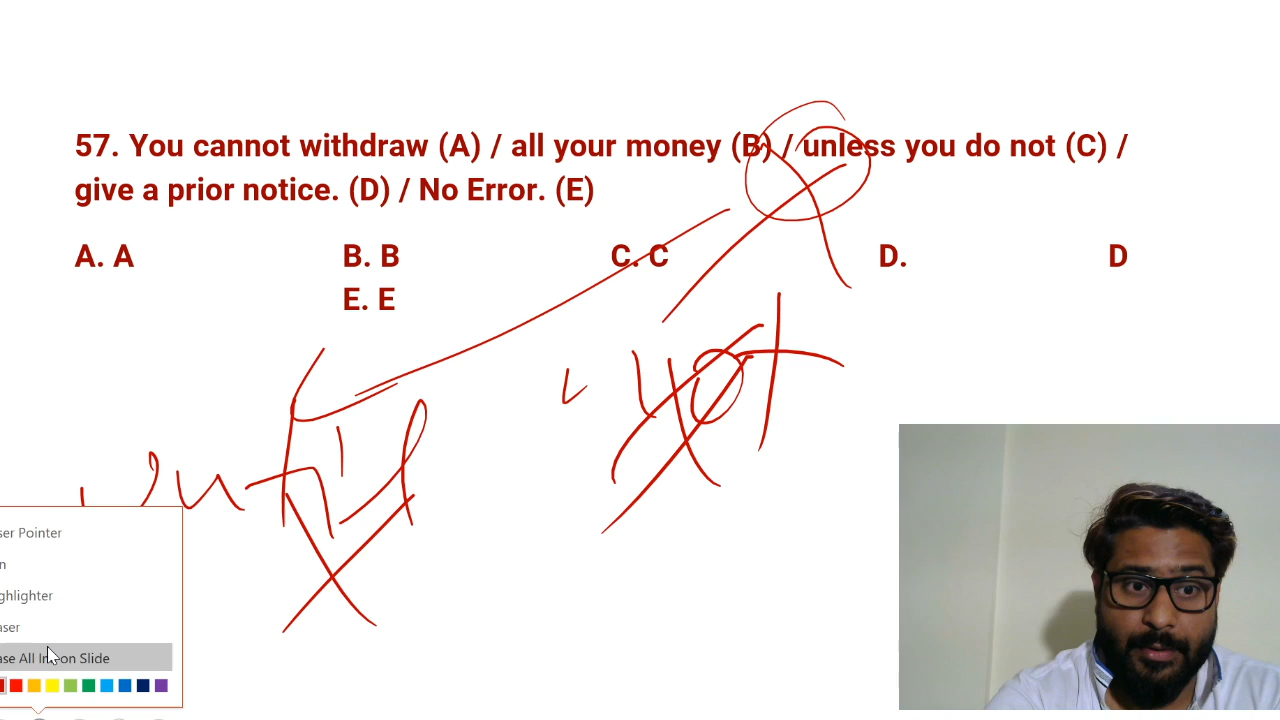 57. You cannot withdraw (A) / all your money (B) / unless you do not (C) /
give a prior notice. (D) / No Error. (E)
A. A B. B C. C D. D
E. E
until
not
ser Pointer
n
ghlighter
aser
ase All Ink on Slide